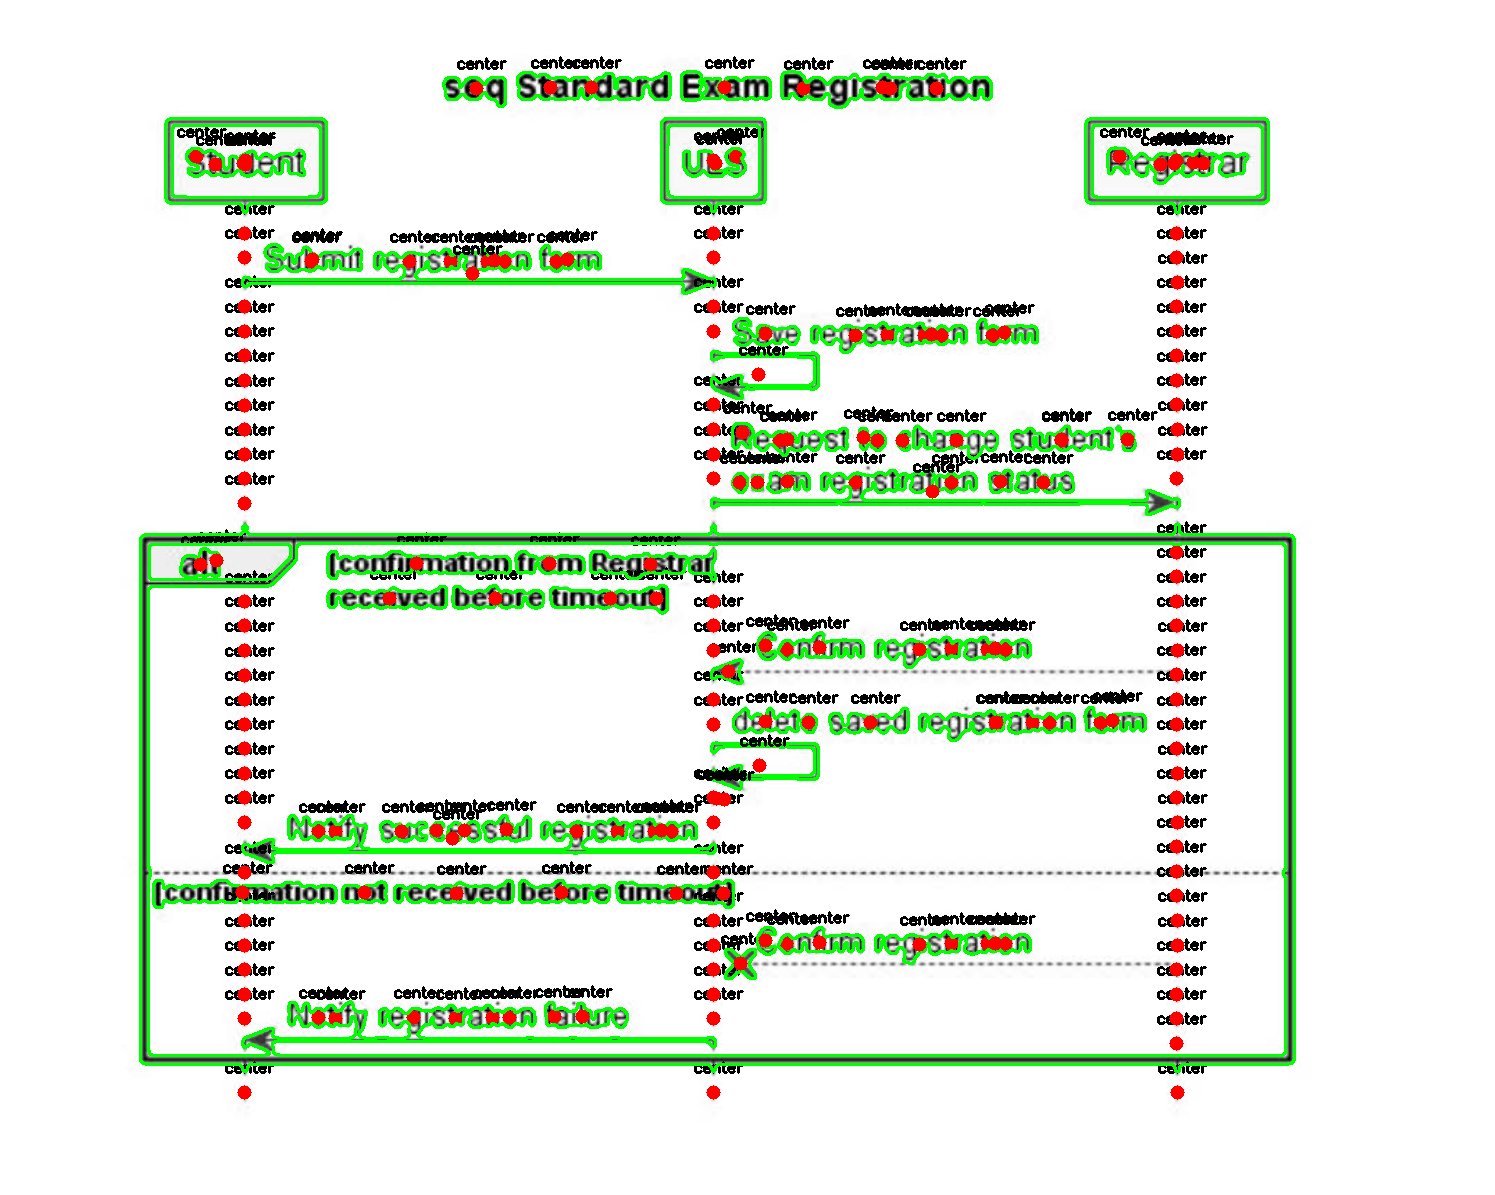 seq Standard Exam Registration
Student
ULS
Registrar
Submit registration form
Save registration form
Request to change student's
exam registration status
alt
[confirmation from Registrar
received before timeout]
Confirm registration
delete saved registration form
Notify successful registration
[confirmation not received before timeout]
Confirm registration
Notify registration failure
center